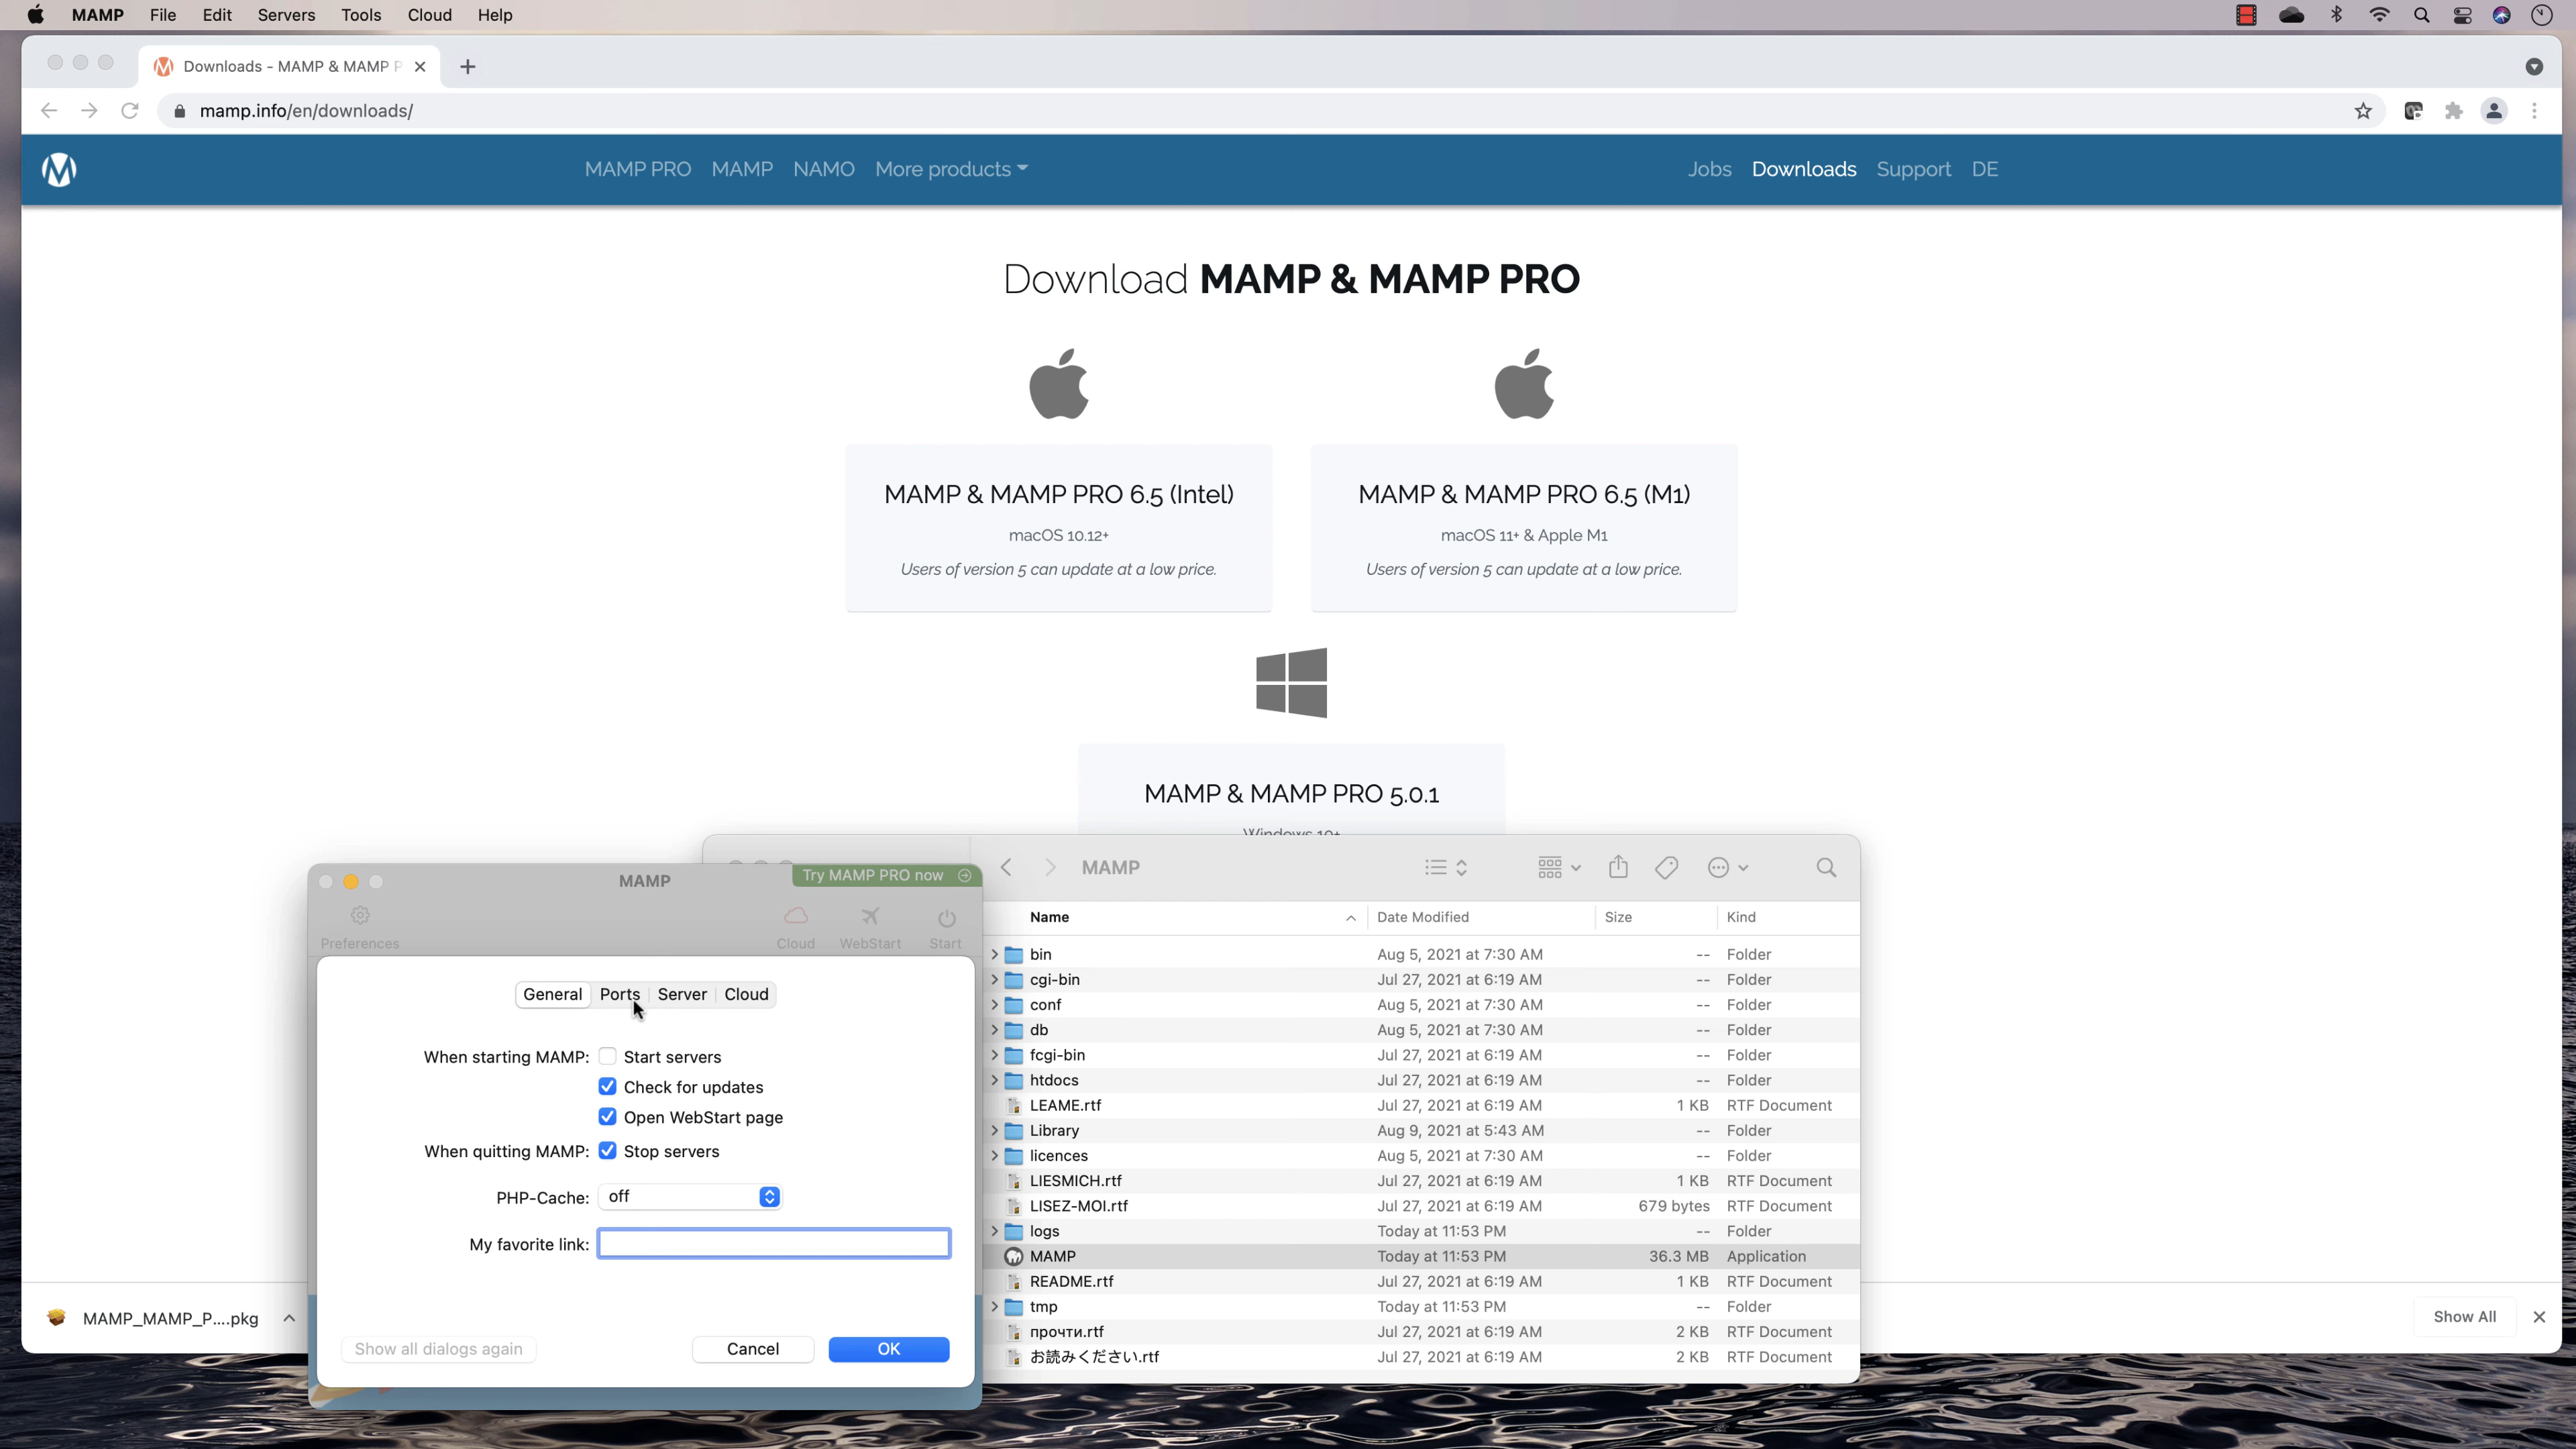 MAMP File Edit Servers Tools Cloud Help
Downloads - MAMP & MAMP P
mamp.info/en/downloads/
MAMP PRO MAMP NAMO More products Jobs Downloads Support DE
Download MAMP & MAMP PRO
MAMP & MAMP PRO 6.5 (Intel)
macOS 10.12+
Users of version 5 can update at a low price.
MAMP & MAMP PRO 6.5 (M1)
macOS 11+ & Apple M1
Users of version 5 can update at a low price.
MAMP & MAMP PRO 5.0.1
Windows 10+
MAMP
Try MAMP PRO now
Preferences
Cloud WebStart Start
General Ports Server Cloud
When starting MAMP: Start servers
Check for updates
Open WebStart page
When quitting MAMP: Stop servers
PHP-Cache: off
My favorite link:
Show all dialogs again Cancel OK
MAMP
Name Date Modified Size Kind
bin Aug 5, 2021 at 7:30 AM -- Folder
cgi-bin Jul 27, 2021 at 6:19 AM -- Folder
conf Aug 5, 2021 at 7:30 AM -- Folder
db Aug 5, 2021 at 7:30 AM -- Folder
fcgi-bin Jul 27, 2021 at 6:19 AM -- Folder
htdocs Jul 27, 2021 at 6:19 AM -- Folder
LEAME.rtf Jul 27, 2021 at 6:19 AM 1 KB RTF Document
Library Aug 9, 2021 at 5:43 AM -- Folder
licences Aug 5, 2021 at 7:30 AM -- Folder
LIESMICH.rtf Jul 27, 2021 at 6:19 AM 1 KB RTF Document
LISEZ-MOI.rtf Jul 27, 2021 at 6:19 AM 679 bytes RTF Document
logs Today at 11:53 PM -- Folder
MAMP Today at 11:53 PM 36.3 MB Application
README.rtf Jul 27, 2021 at 6:19 AM 1 KB RTF Document
tmp Today at 11:53 PM -- Folder
прочти.rtf Jul 27, 2021 at 6:19 AM 2 KB RTF Document
お読みください.rtf Jul 27, 2021 at 6:19 AM 2 KB RTF Document
MAMP_MAMP_P....pkg
Show All